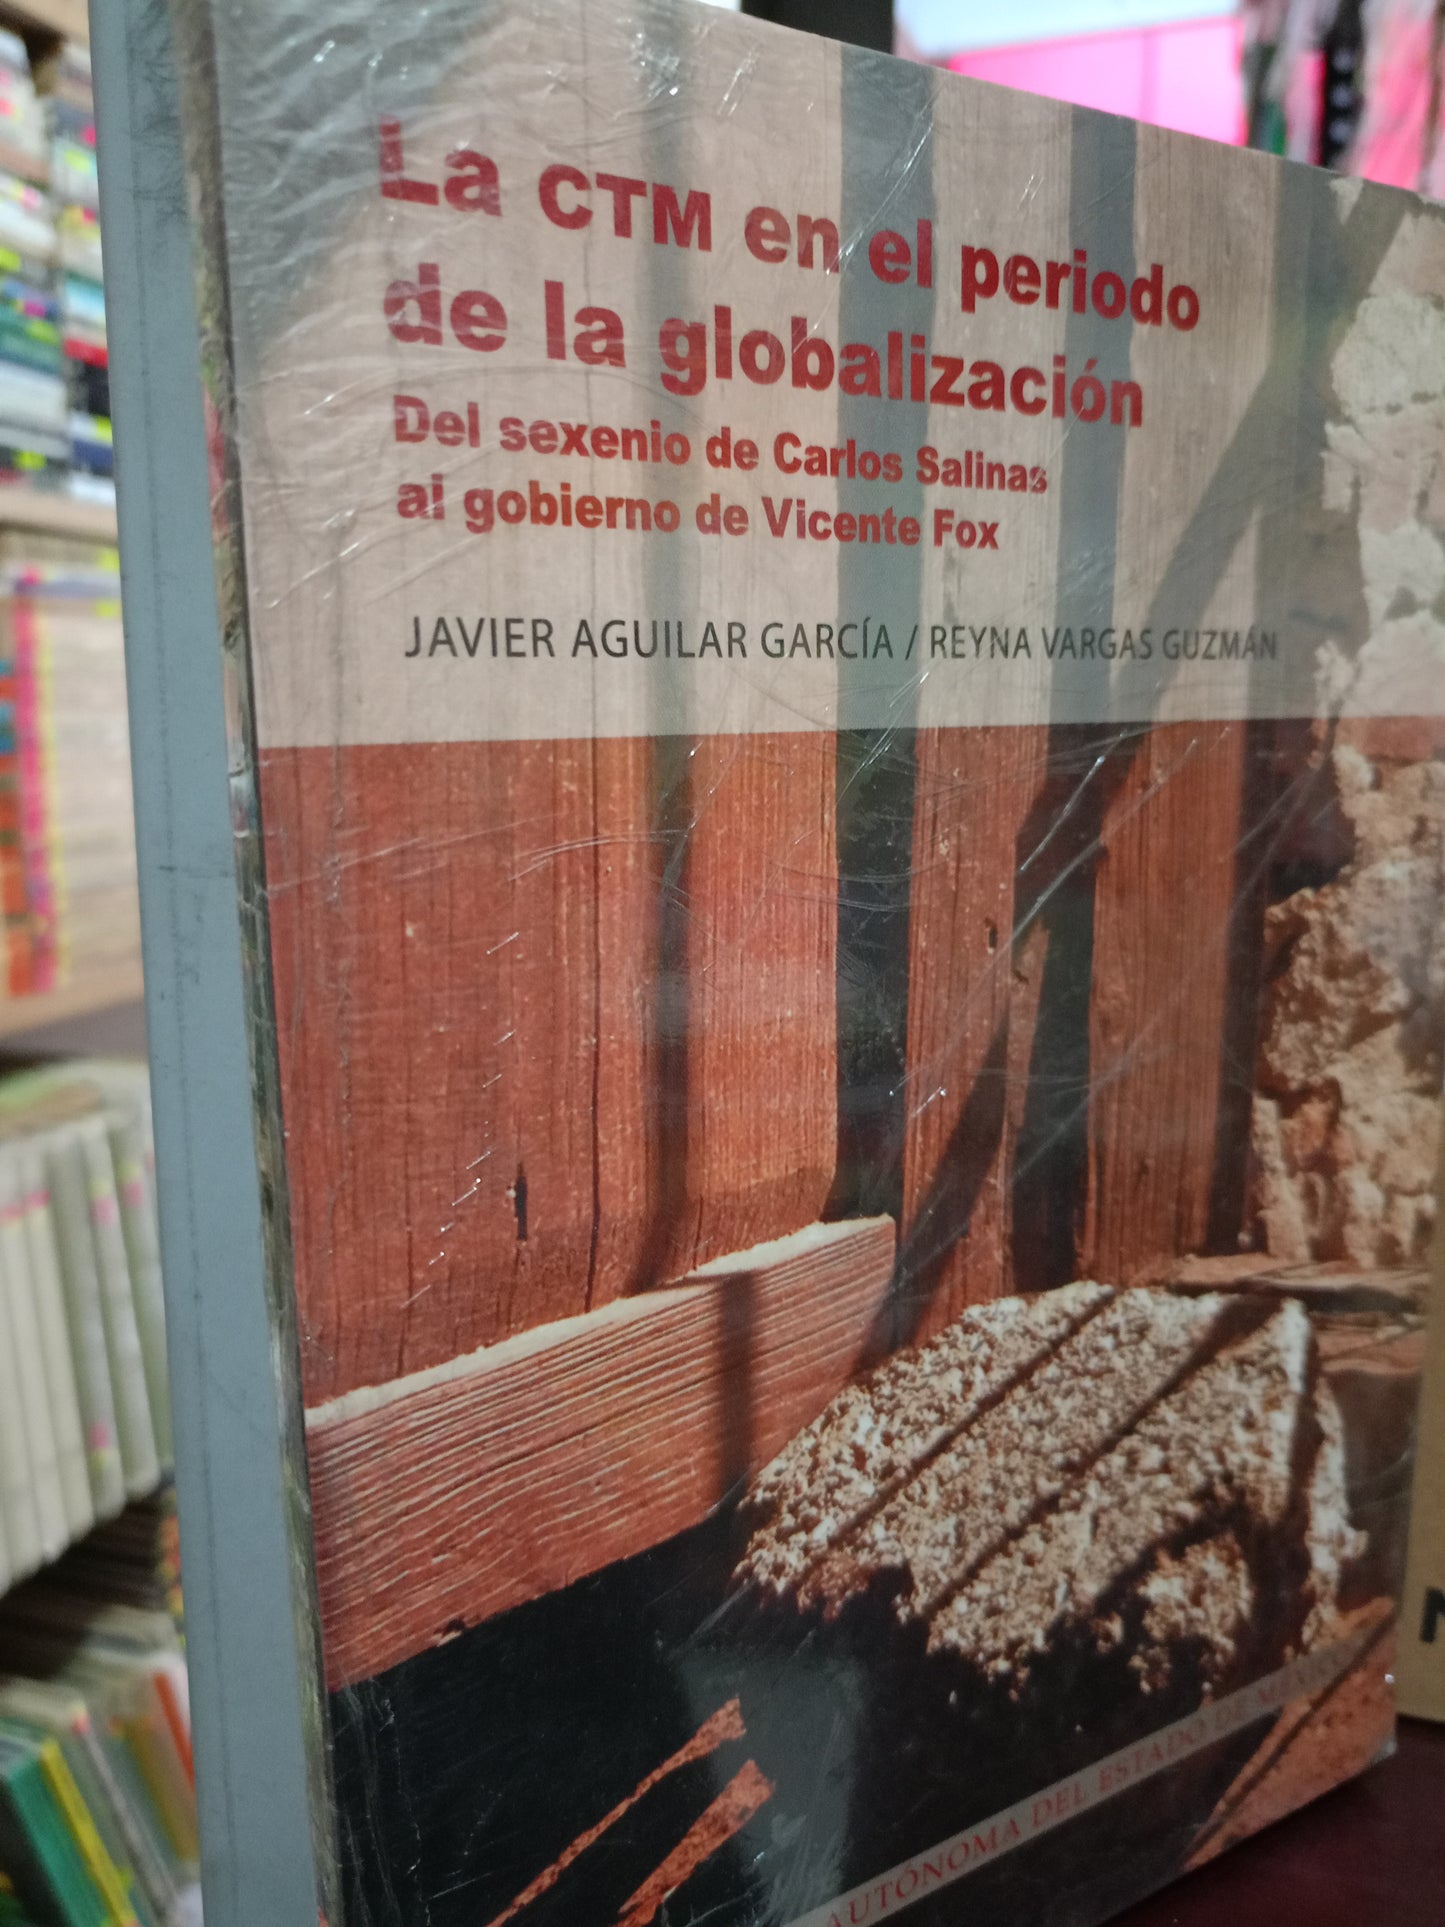 La CTM en el periodo
de la globalización
Del sexenio de Carlos Salinas
al gobierno de Vicente Fox
JAVIER AGUILAR GARCÍA / REYNA VARGAS GUZMÁN
AUTÓNOMA DEL ESTADO DE